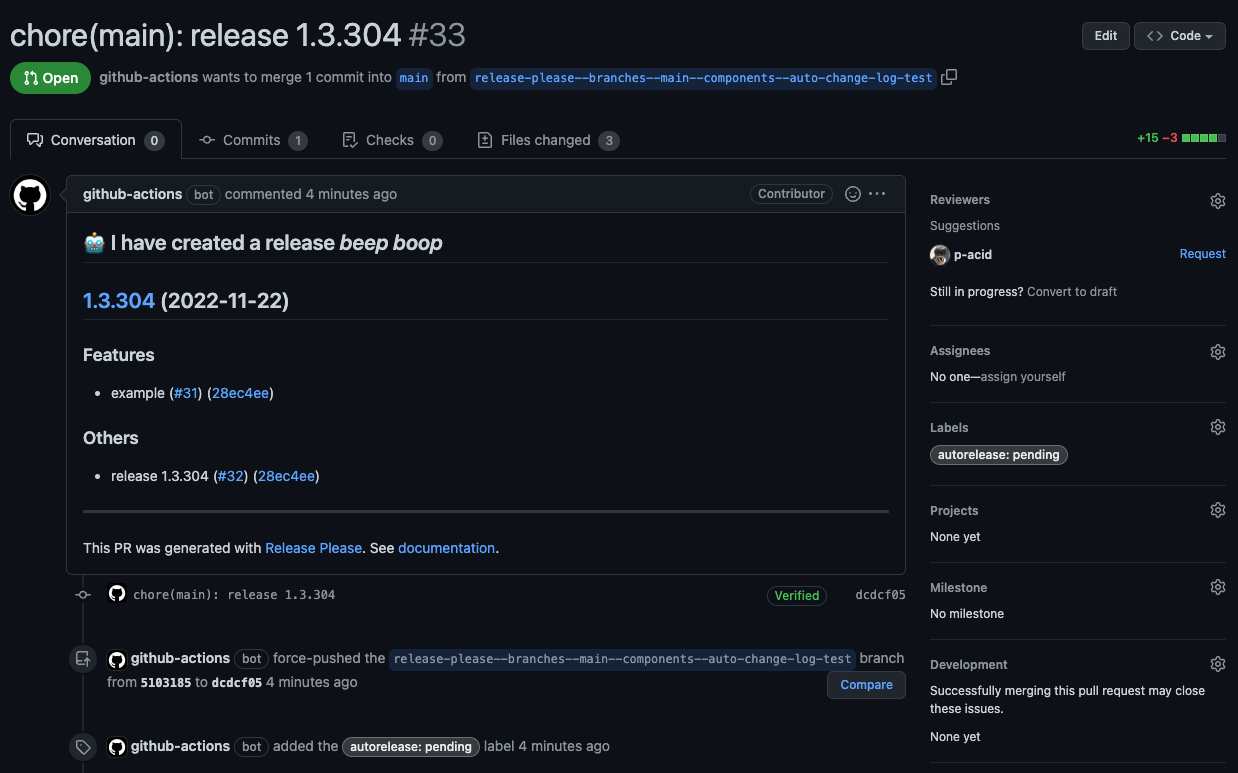 chore(main): release 1.3.304 #33
Edit
<> Code
Open
github-actions wants to merge 1 commit into main from release-please--branches--main--components--auto-change-log-test
Conversation 0
Commits 1
Checks 0
Files changed 3
+15 −3
github-actions bot commented 4 minutes ago
Contributor
🤖 I have created a release beep boop
1.3.304 (2022-11-22)
Features
• example (#31) (28ec4ee)
Others
• release 1.3.304 (#32) (28ec4ee)
This PR was generated with Release Please. See documentation.
chore(main): release 1.3.304
Verified
dcdcf05
github-actions bot force-pushed the release-please--branches--main--components--auto-change-log-test branch
from 5103185 to dcdcf05 4 minutes ago
Compare
github-actions bot added the autorelease: pending label 4 minutes ago
Reviewers
Suggestions
p-acid
Request
Still in progress? Convert to draft
Assignees
No one—assign yourself
Labels
autorelease: pending
Projects
None yet
Milestone
No milestone
Development
Successfully merging this pull request may close
these issues.
None yet